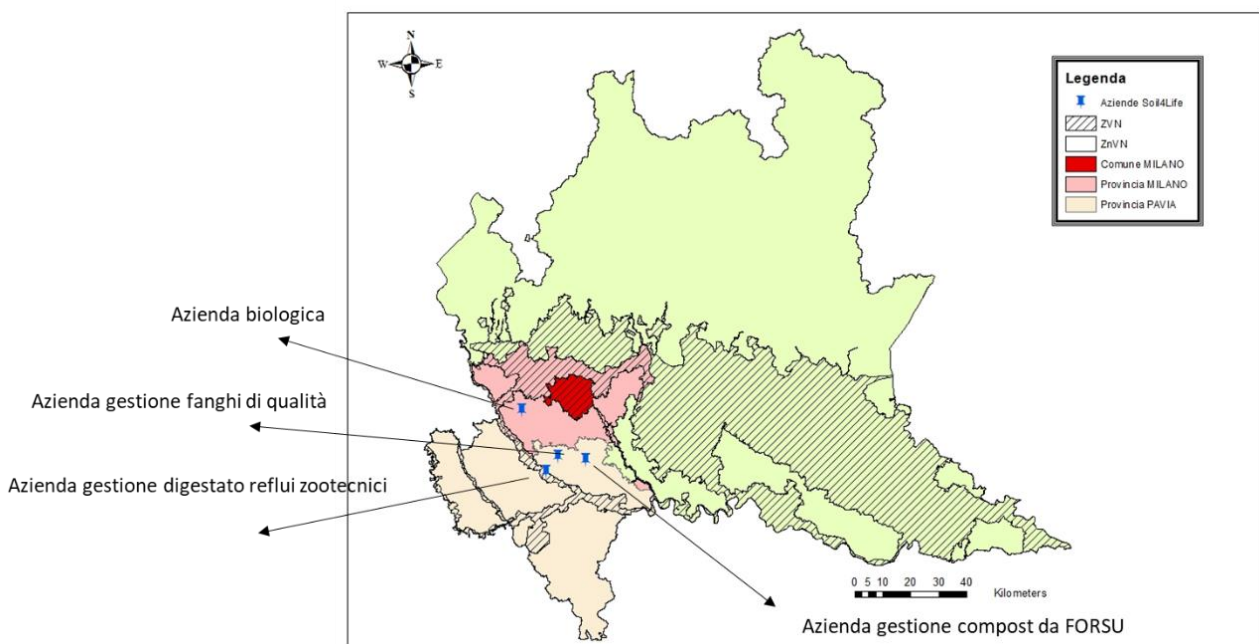 N
W E
S
Legenda
Aziende Soil4Life
ZVN
ZnVN
Comune MILANO
Provincia MILANO
Provincia PAVIA
Azienda biologica
Azienda gestione fanghi di qualità
Azienda gestione digestato reflui zootecnici
0 5 10 20 30 40
Kilometers
Azienda gestione compost da FORSU